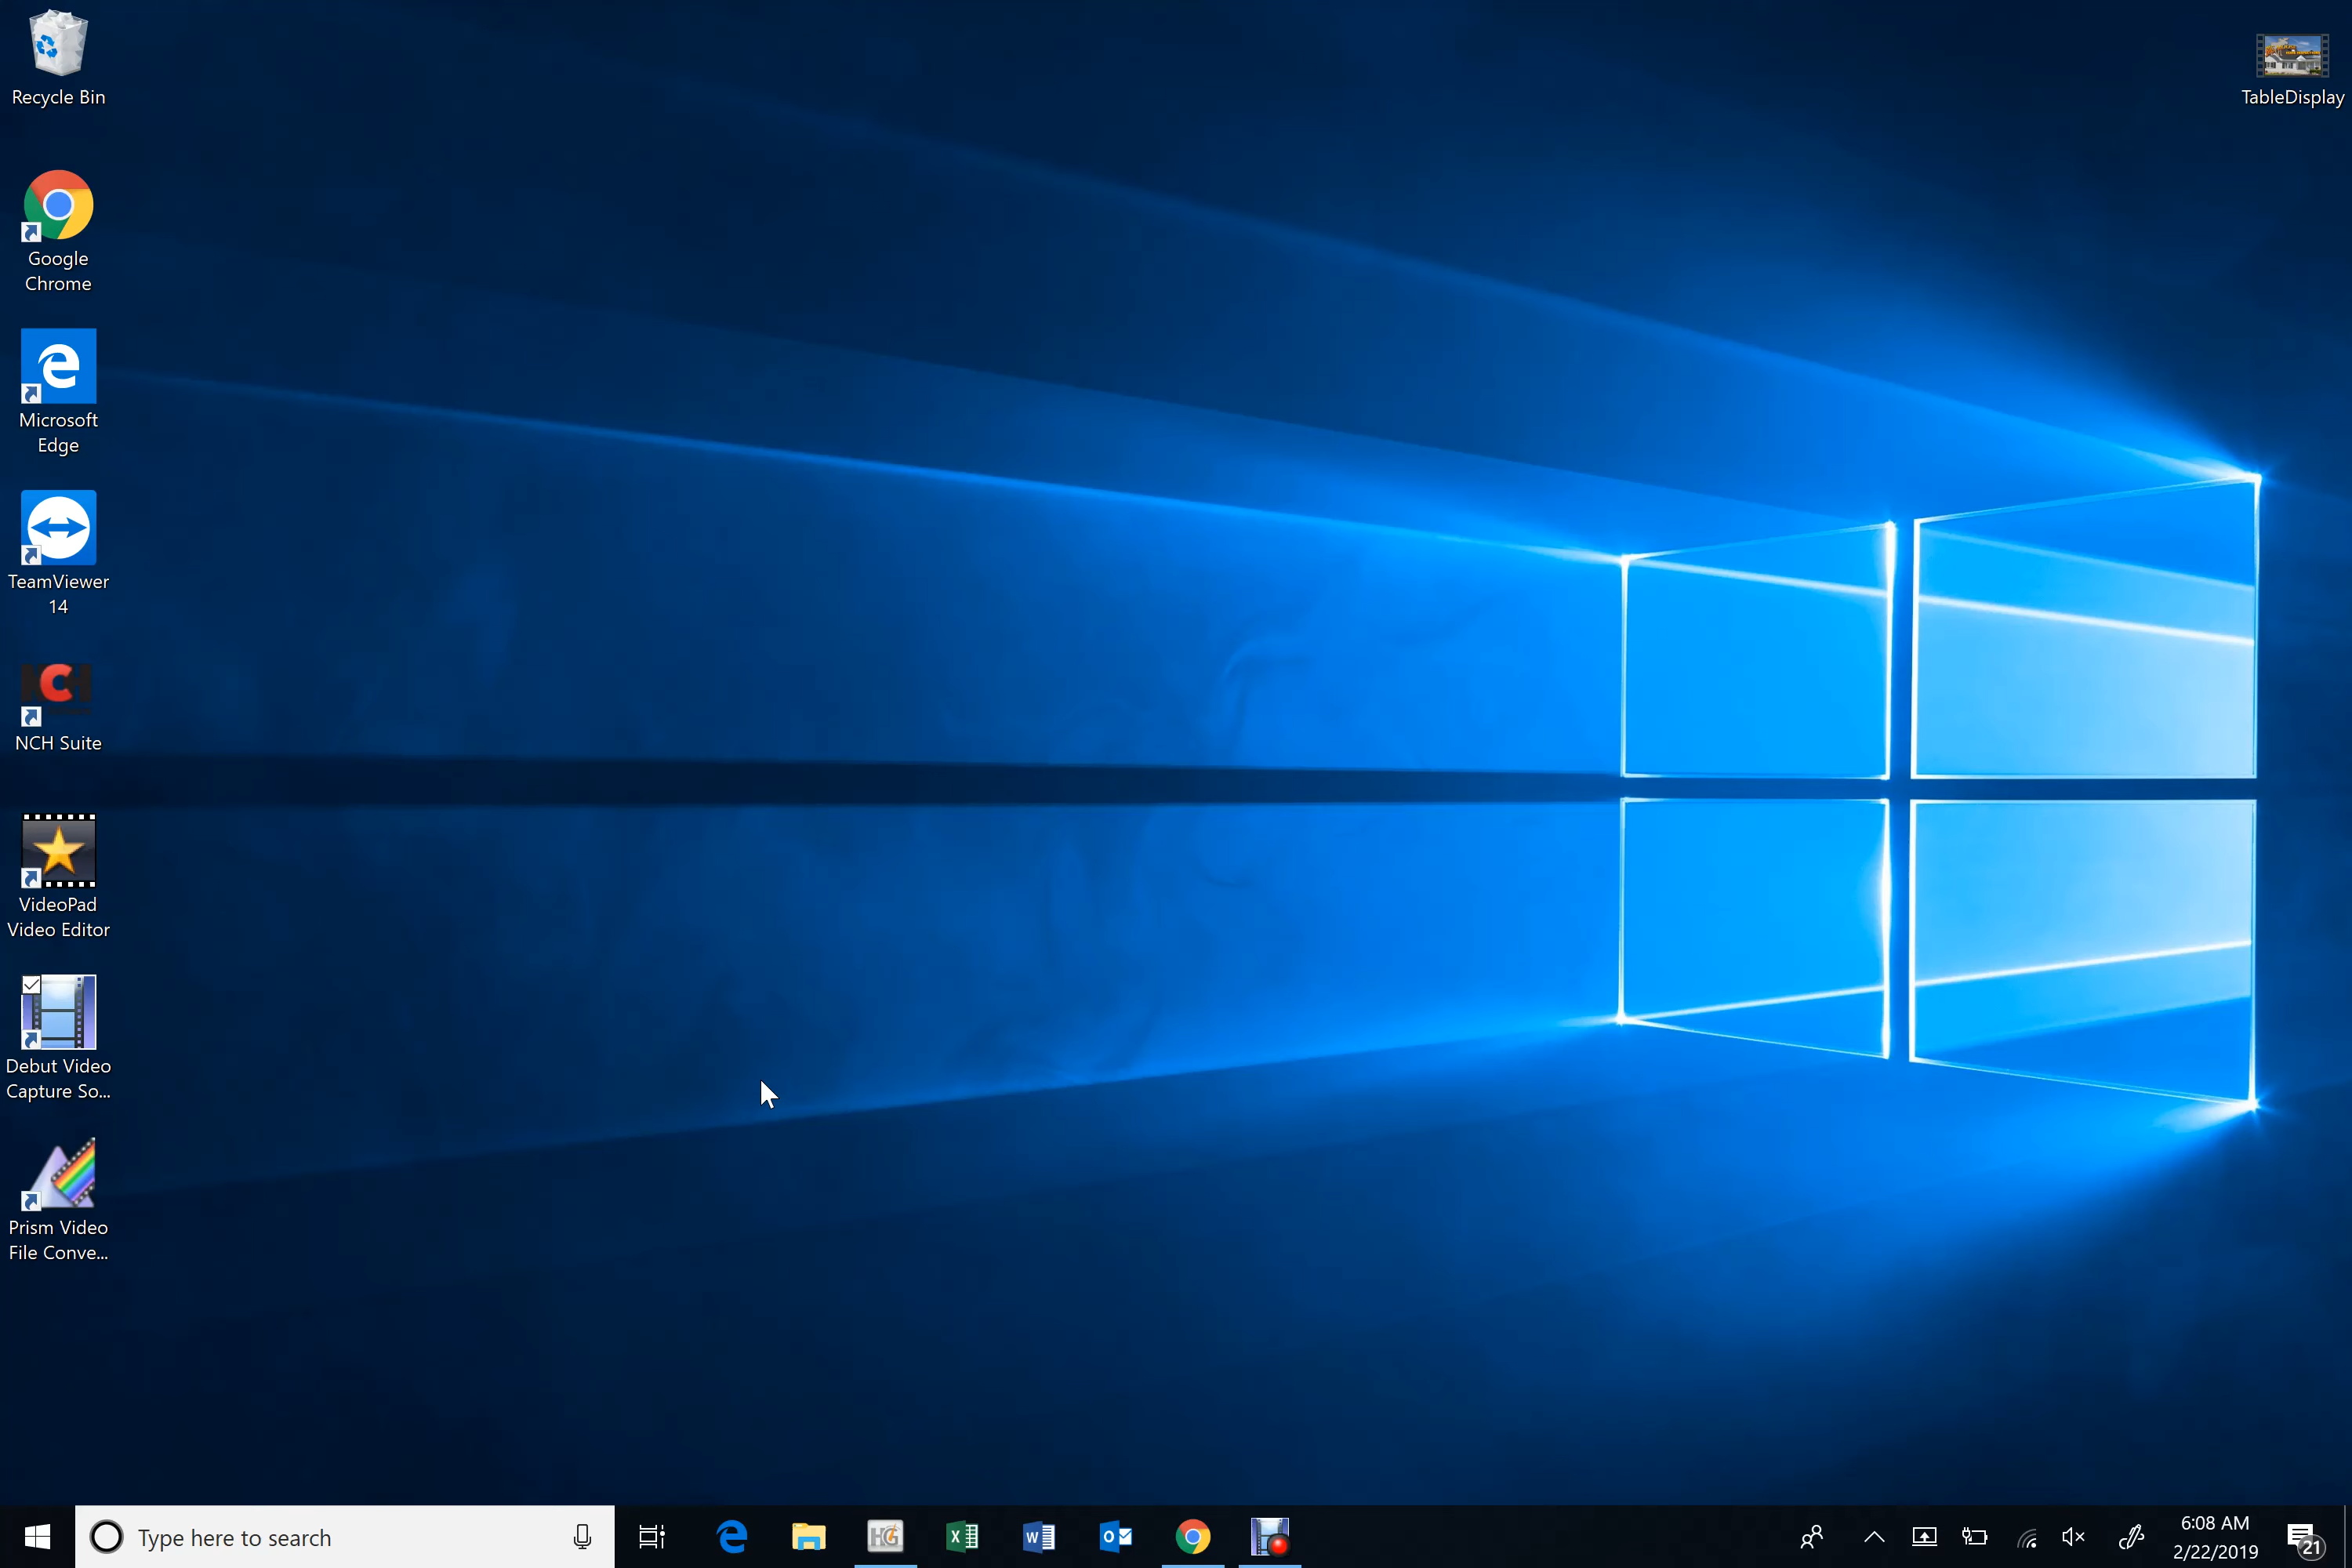 Recycle Bin
TableDisplay
Google
Chrome
Microsoft
Edge
TeamViewer
14
NCH
NCH Suite
VideoPad
Video Editor
Debut Video
Capture So...
Prism Video
File Conve...
Type here to search
6:08 AM
2/22/2019
21